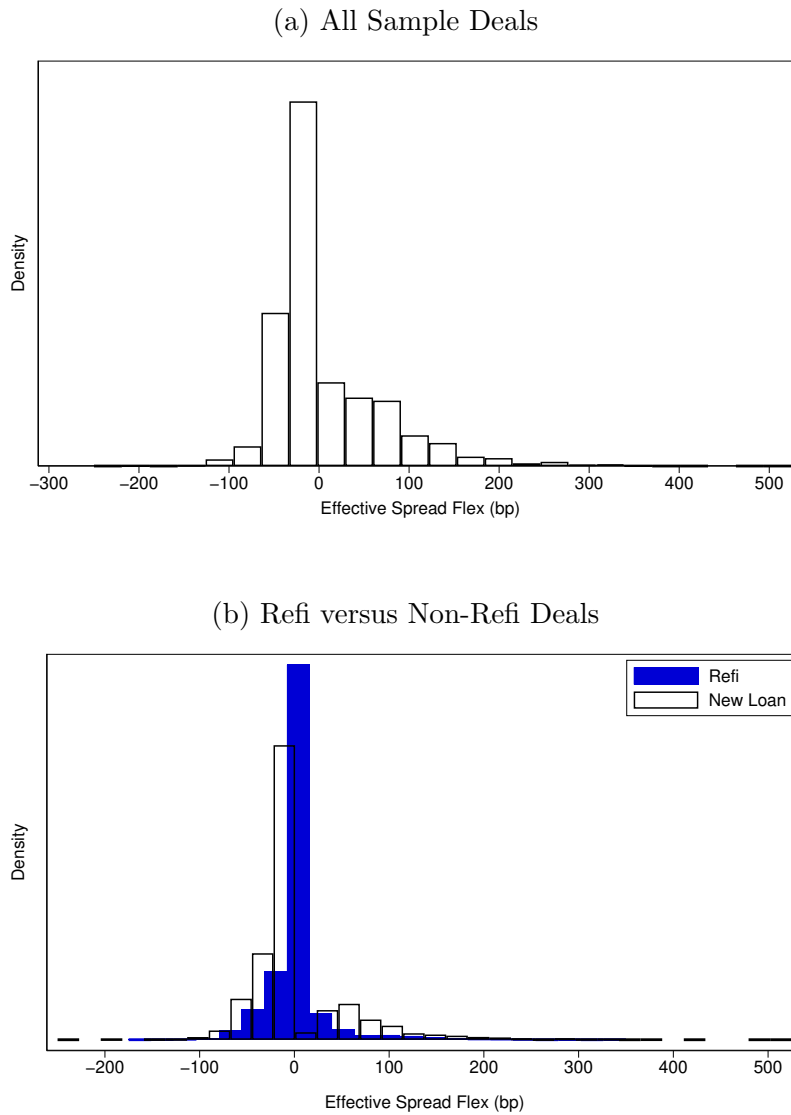 (a) All Sample Deals
Density
−300 −200 −100 0 100 200 300 400 500
Effective Spread Flex (bp)
(b) Refi versus Non-Refi Deals
Refi
New Loan
Density
−200 −100 0 100 200 300 400 500
Effective Spread Flex (bp)